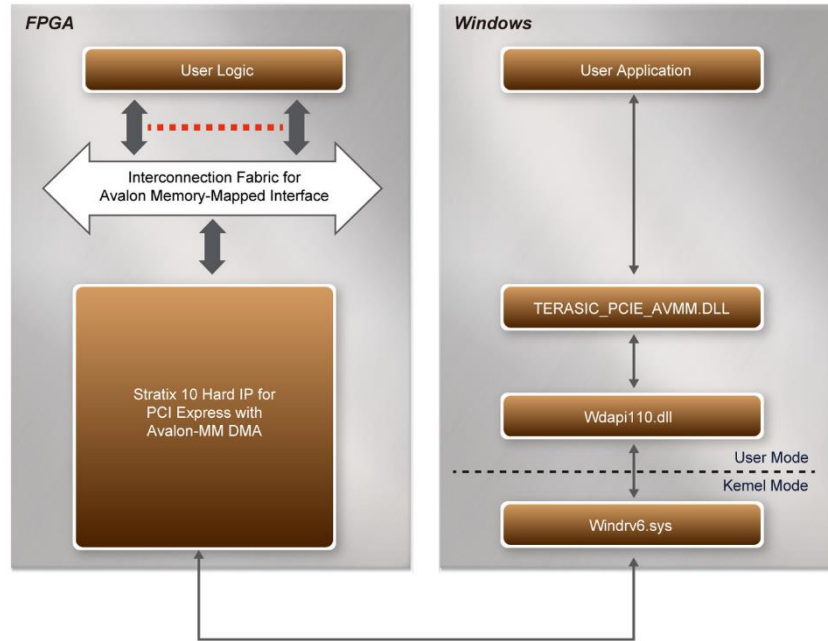 FPGA
User Logic
Interconnection Fabric for
Avalon Memory-Mapped Interface
Stratix 10 Hard IP for
PCI Express with
Avalon-MM DMA
Windows
User Application
TERASIC_PCIE_AVMM.DLL
Wdapi110.dll
User Mode
Kemel Mode
Windrv6.sys